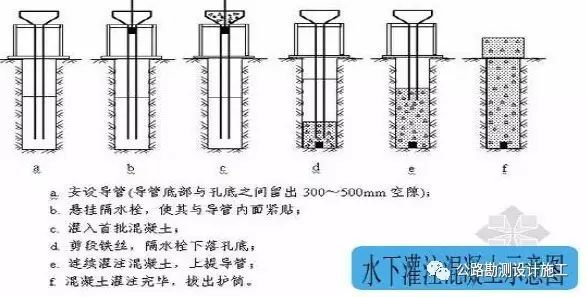 a b c d e f
a. 安设导管(导管底部与孔底之间留出300～500mm空隙);
b. 悬挂隔水栓,使其与导管内面紧贴;
c. 灌入首批混凝土;
d. 剪段铁丝,隔水栓下落孔底;
e. 连续灌注混凝土,上提导管;
f. 混凝土灌注完毕,拔出护筒。
水下灌注混凝土示意图
公路勘测设计施工